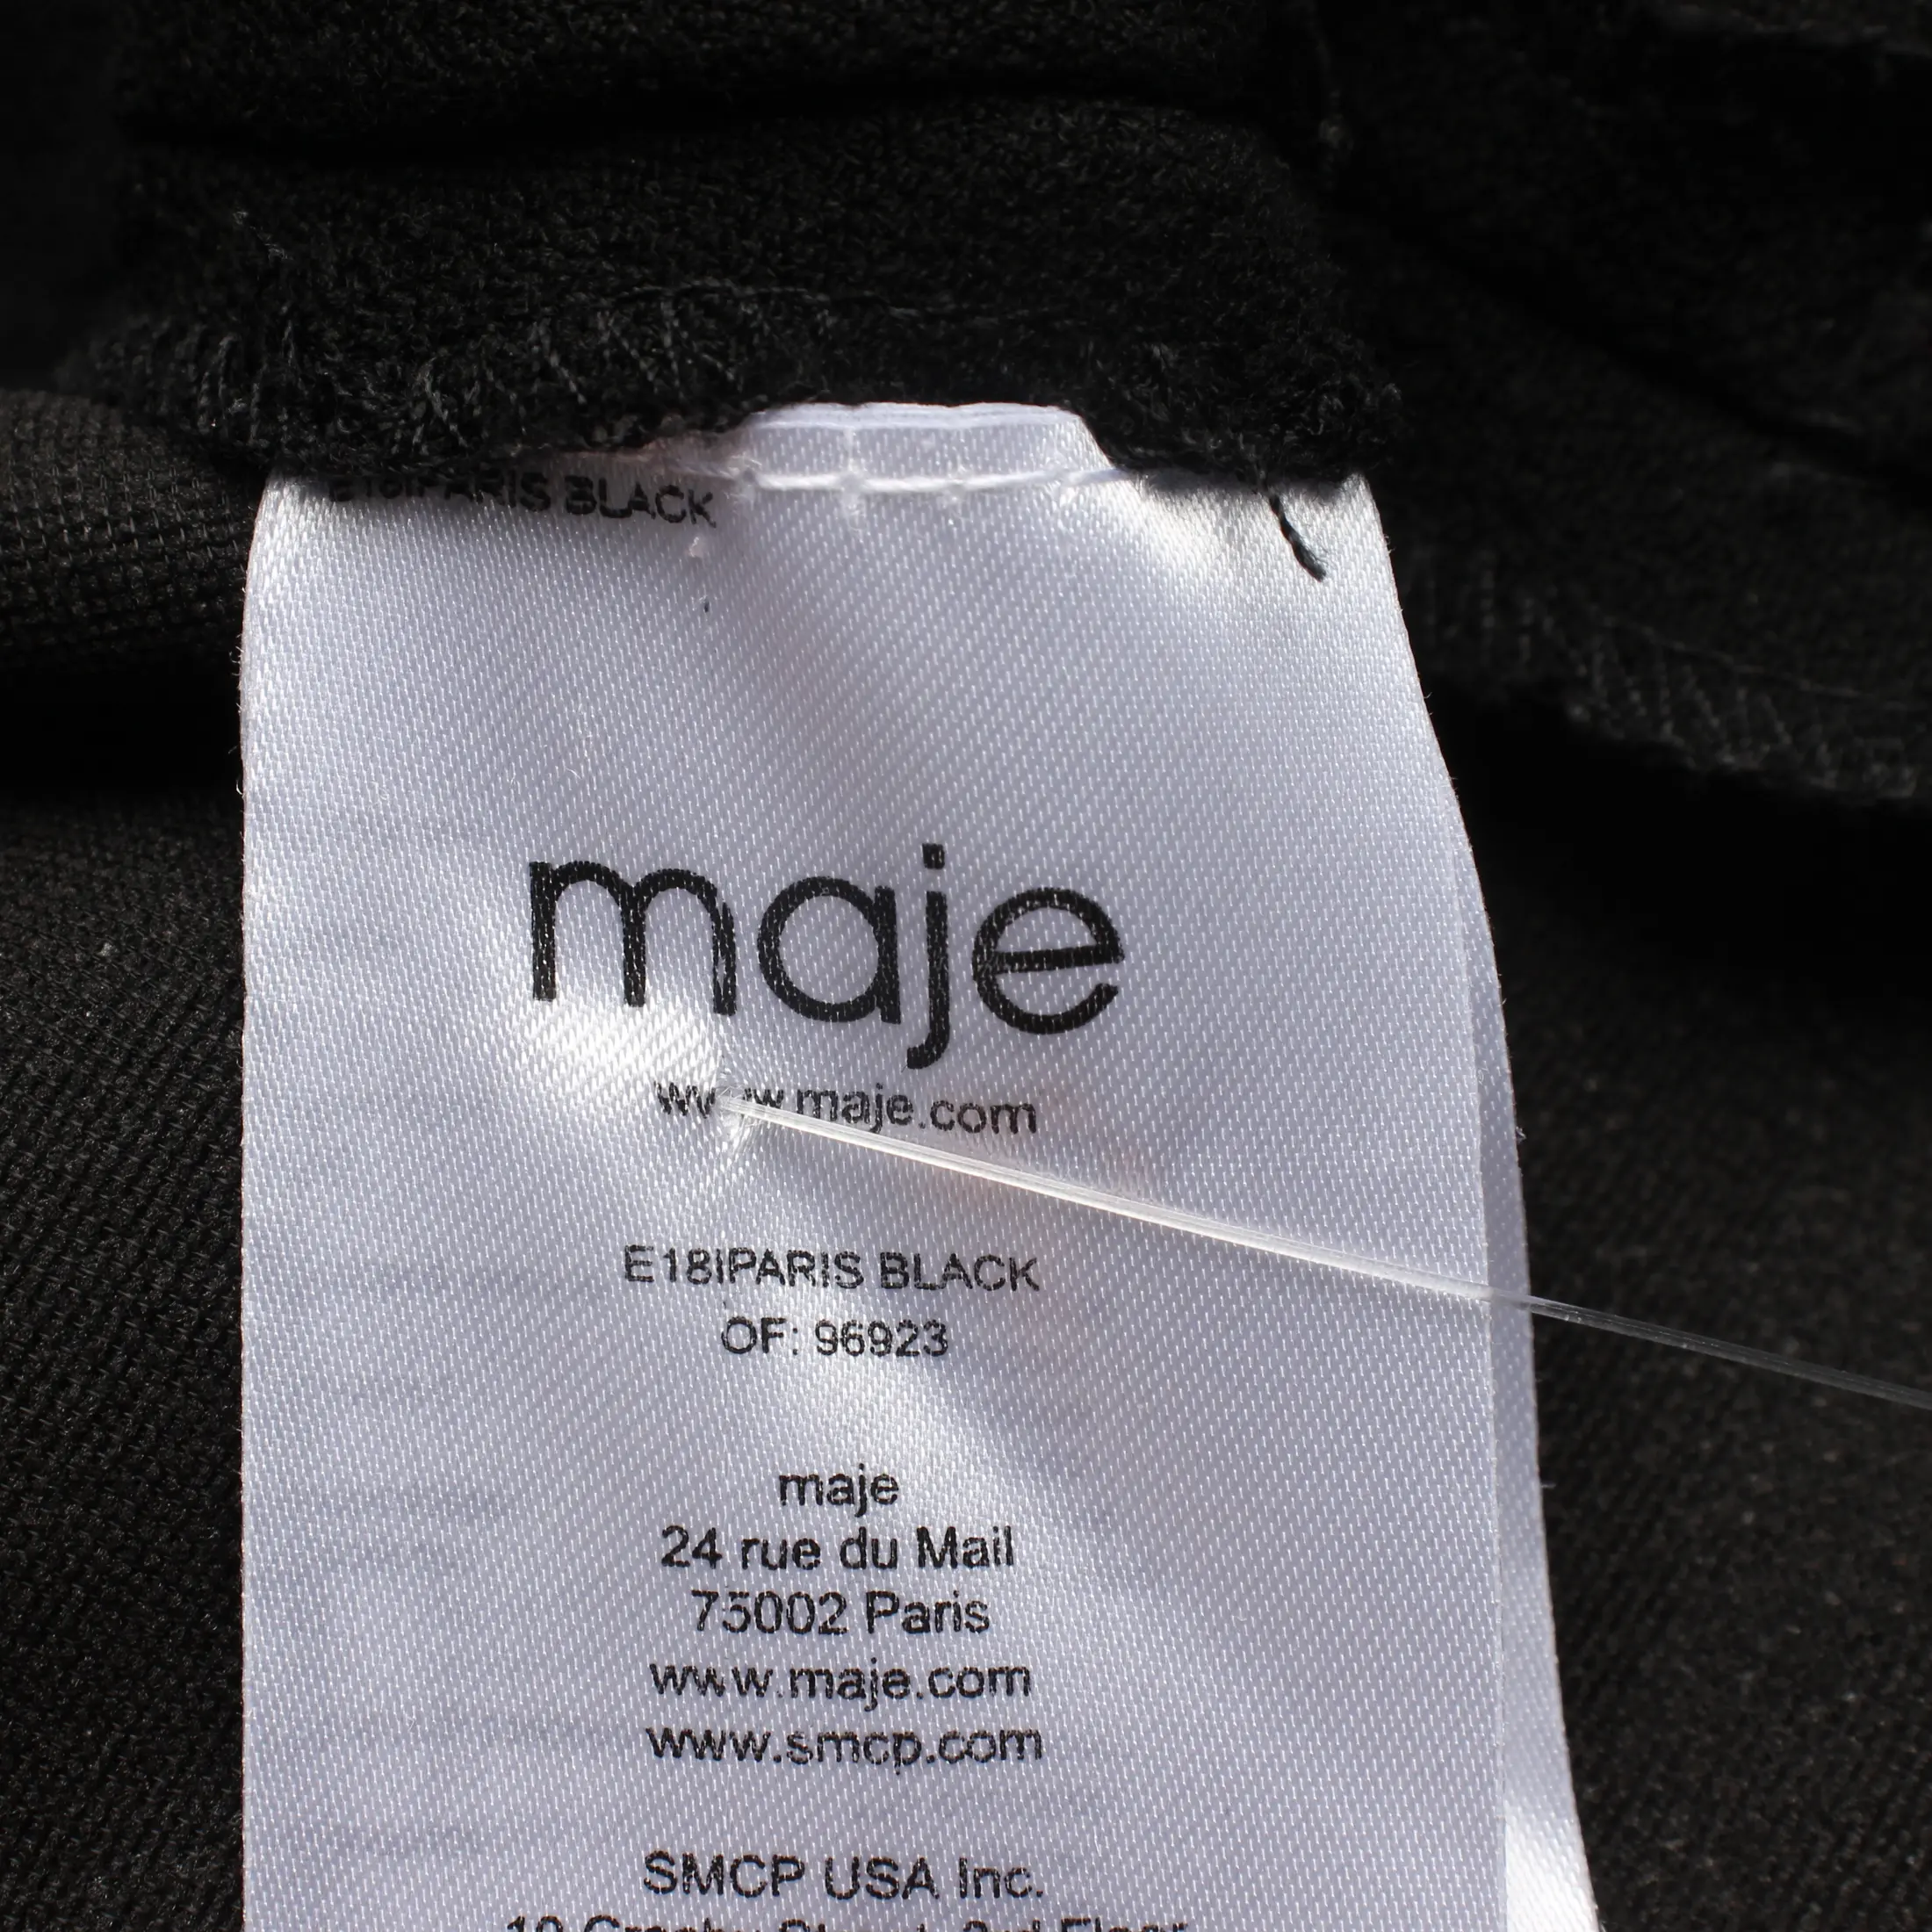 E18IPARIS BLACK
maje
www.maje.com
E18IPARIS BLACK
OF: 96923
maje
24 rue du Mail
75002 Paris
www.maje.com
www.smcp.com
SMCP USA Inc.